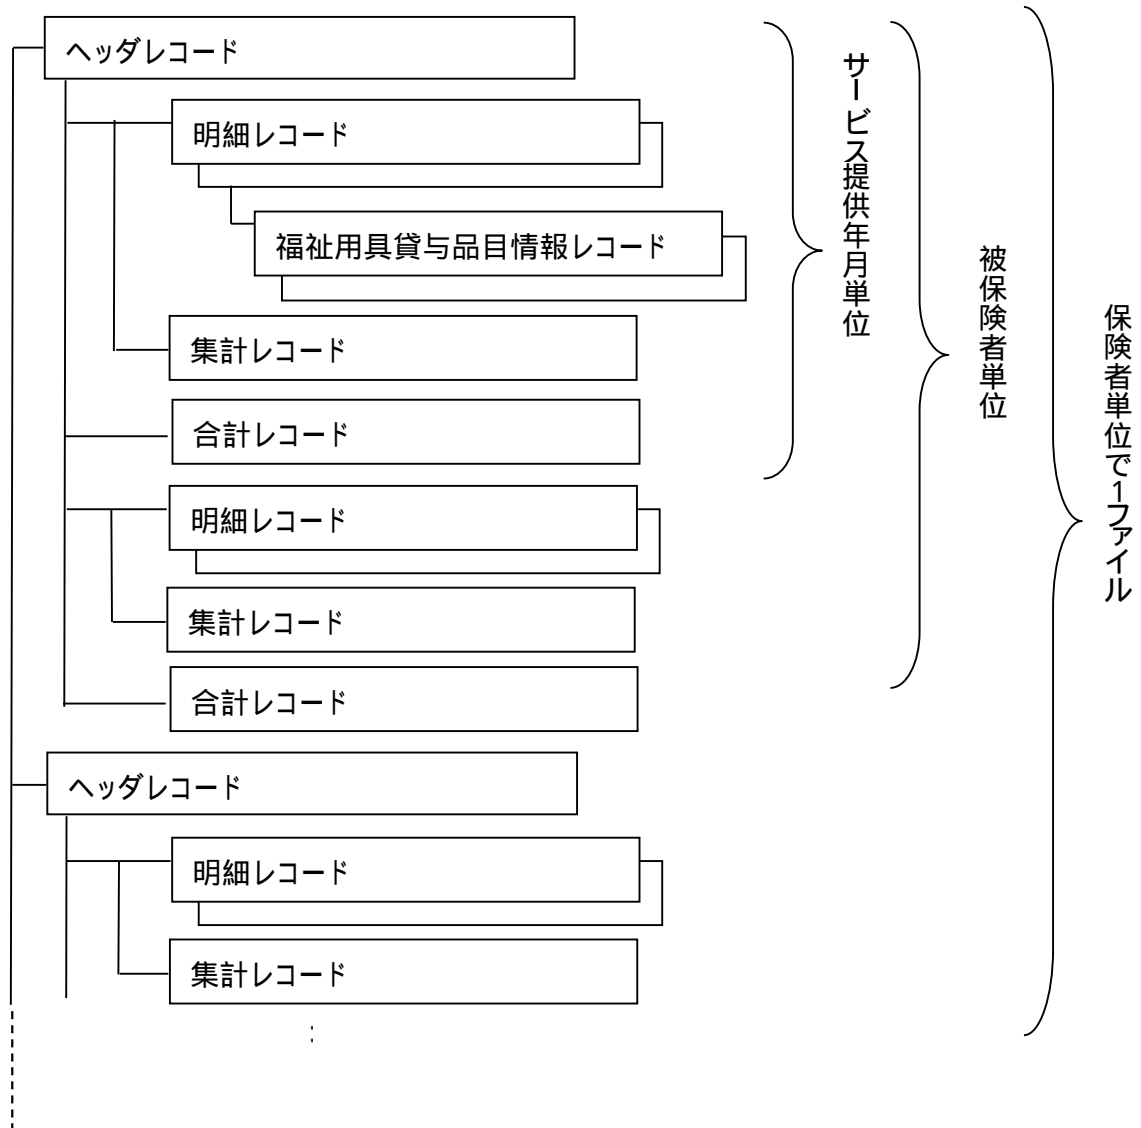 ヘッダレコード
明細レコード
福祉用具貸与品目情報レコード
集計レコード
合計レコード
明細レコード
集計レコード
合計レコード
ヘッダレコード
明細レコード
集計レコード
:
サービス提供年月単位
被保険者単位
保険者単位で1ファイル